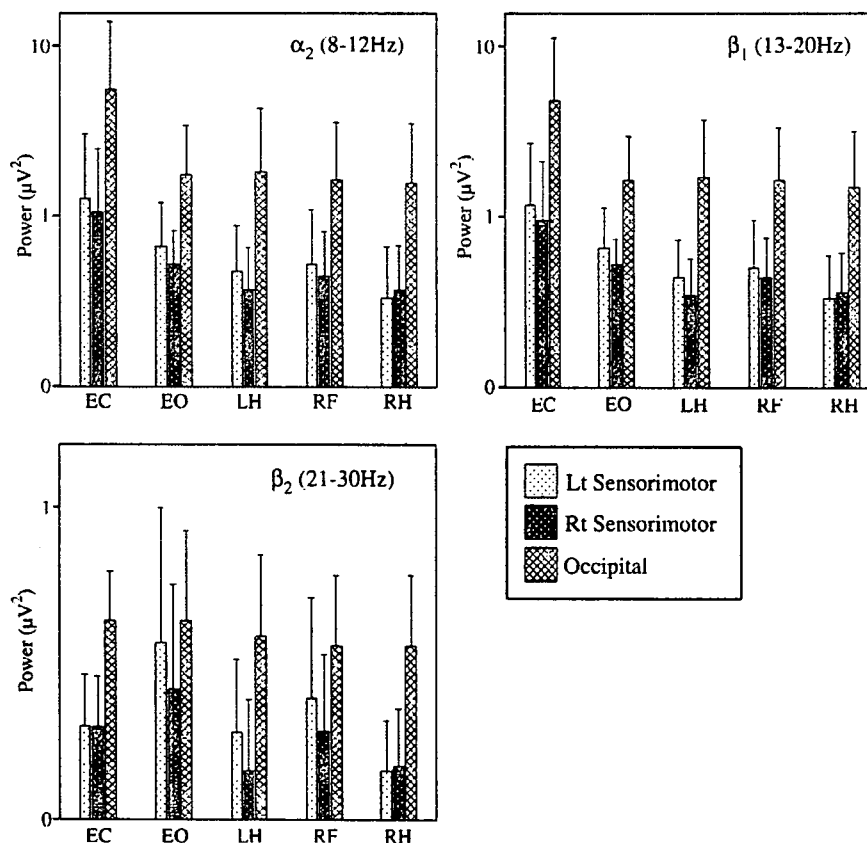 10
α₂ (8-12Hz)
Power (µV²)
1
0
EC EO LH RF RH
10
β₁ (13-20Hz)
Power (µV²)
1
0
EC EO LH RF RH
β₂ (21-30Hz)
1
Power (µV²)
0
EC EO LH RF RH
Lt Sensorimotor
Rt Sensorimotor
Occipital